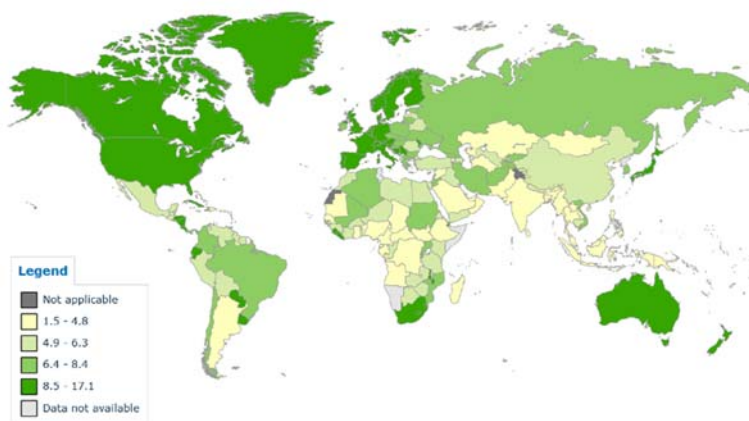 Legend
Not applicable
1.5 - 4.8
4.9 - 6.3
6.4 - 8.4
8.5 - 17.1
Data not available